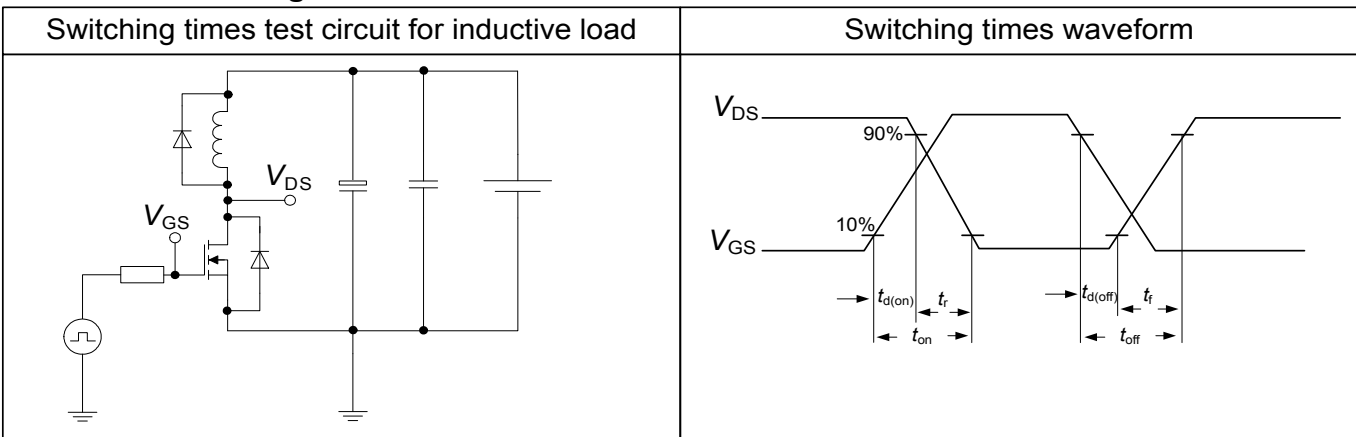 Switching times test circuit for inductive load
Switching times waveform
VDS
VGS
VDS
90%
10%
VGS
td(on)
tr
ton
td(off)
tf
toff